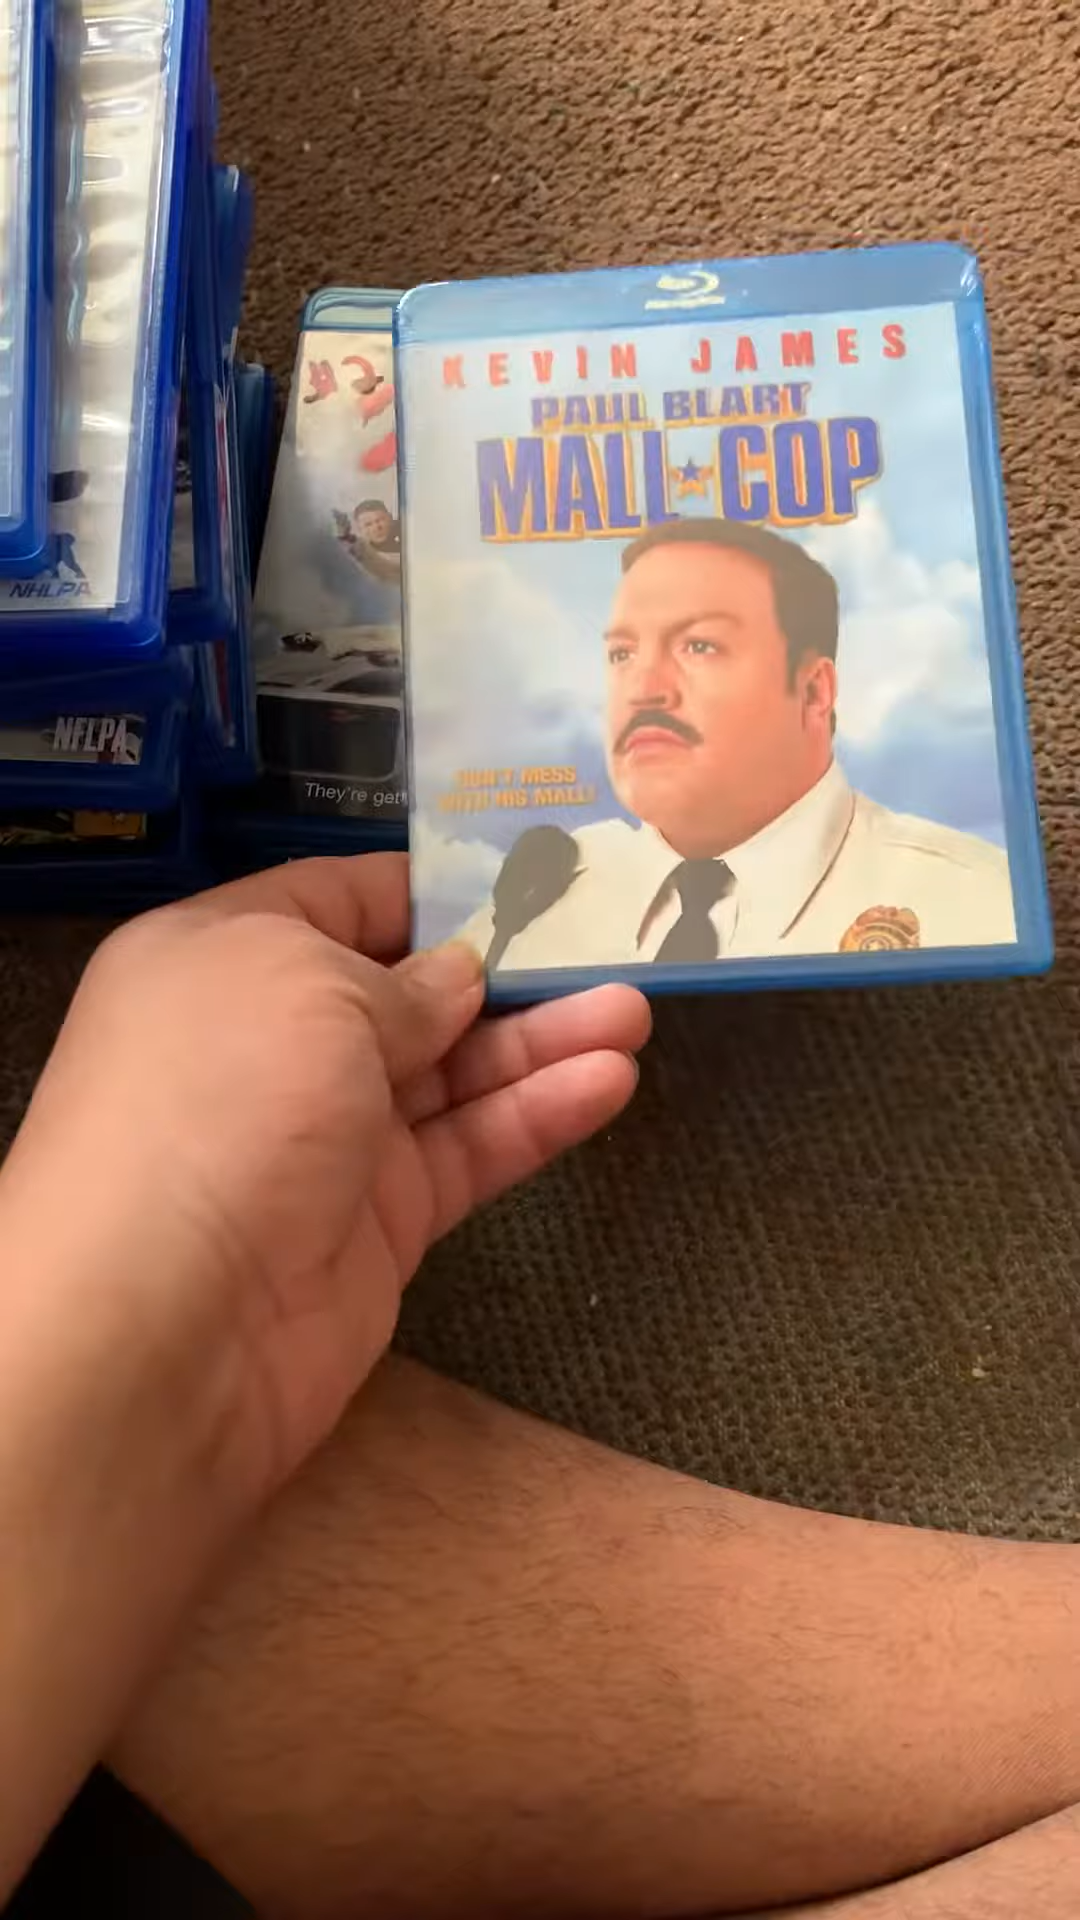 KEVIN JAMES
PAUL BLART
MALL COP
DON'T MESS
WITH HIS MALL!
They're get
NHLPA
NFLPA